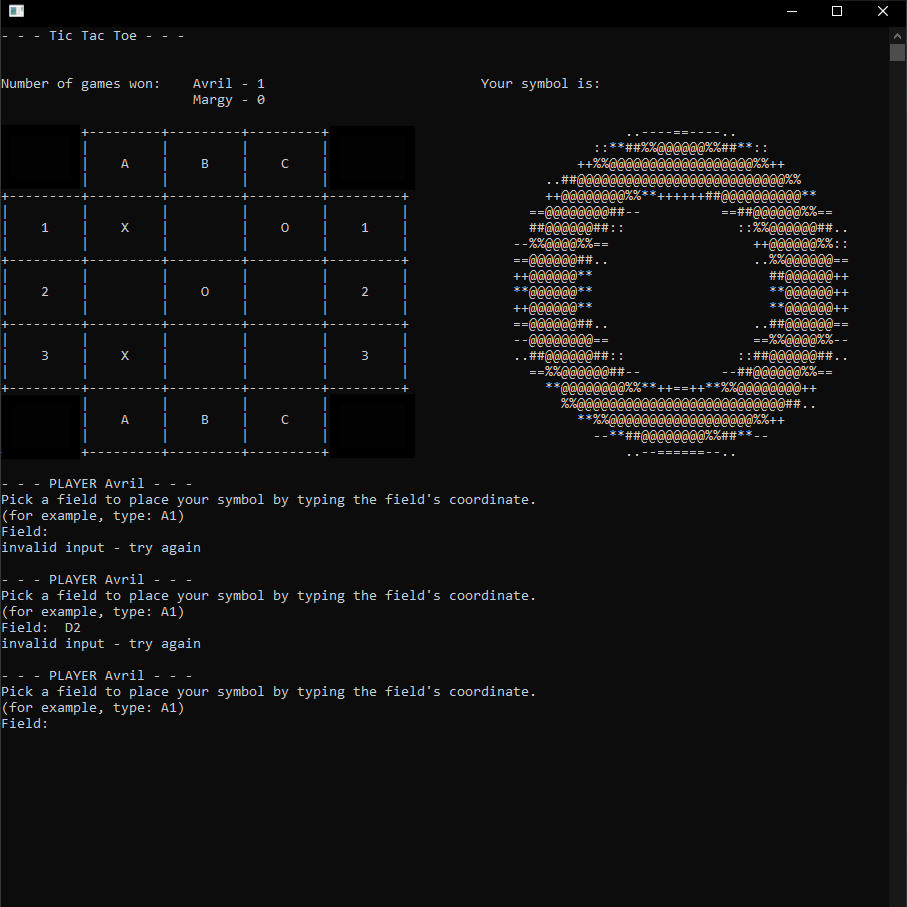 - - - Tic Tac Toe - - -
Number of games won:    Avril - 1                           Your symbol is:
                        Margy - 0
A B C
1 X O 1
2 O 2
3 X 3
A B C
- - - PLAYER Avril - - -
Pick a field to place your symbol by typing the field's coordinate.
(for example, type: A1)
Field:
invalid input - try again
- - - PLAYER Avril - - -
Pick a field to place your symbol by typing the field's coordinate.
(for example, type: A1)
Field:  D2
invalid input - try again
- - - PLAYER Avril - - -
Pick a field to place your symbol by typing the field's coordinate.
(for example, type: A1)
Field: